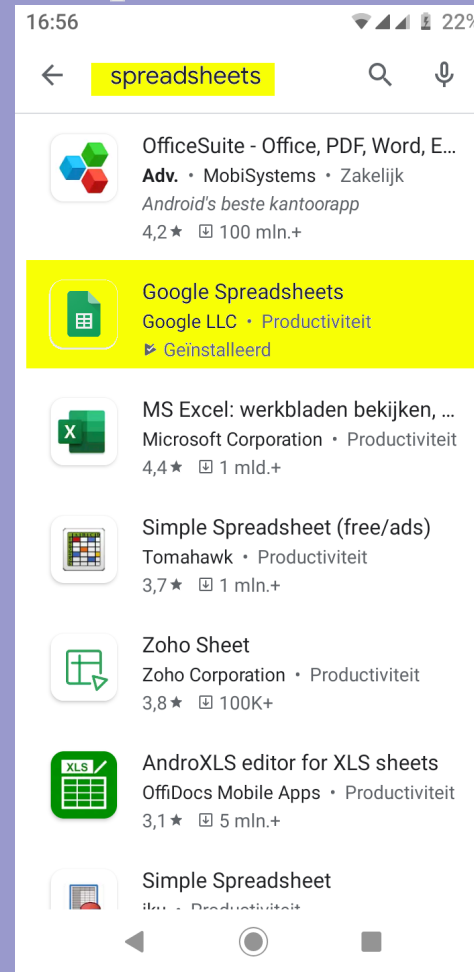 16:56 22%
spreadsheets
OfficeSuite - Office, PDF, Word, E...
Adv. • MobiSystems • Zakelijk
Android's beste kantoorapp
4,2★ 100 mln.+
Google Spreadsheets
Google LLC • Productiviteit
Geïnstalleerd
MS Excel: werkbladen bekijken, ...
X
Microsoft Corporation • Productiviteit
4,4★ 1 mld.+
Simple Spreadsheet (free/ads)
Tomahawk • Productiviteit
3,7★ 1 mln.+
Zoho Sheet
Zoho Corporation • Productiviteit
3,8★ 100K+
AndroXLS editor for XLS sheets
XLS
OffiDocs Mobile Apps • Productiviteit
3,1★ 5 mln.+
Simple Spreadsheet
iku • Productiviteit